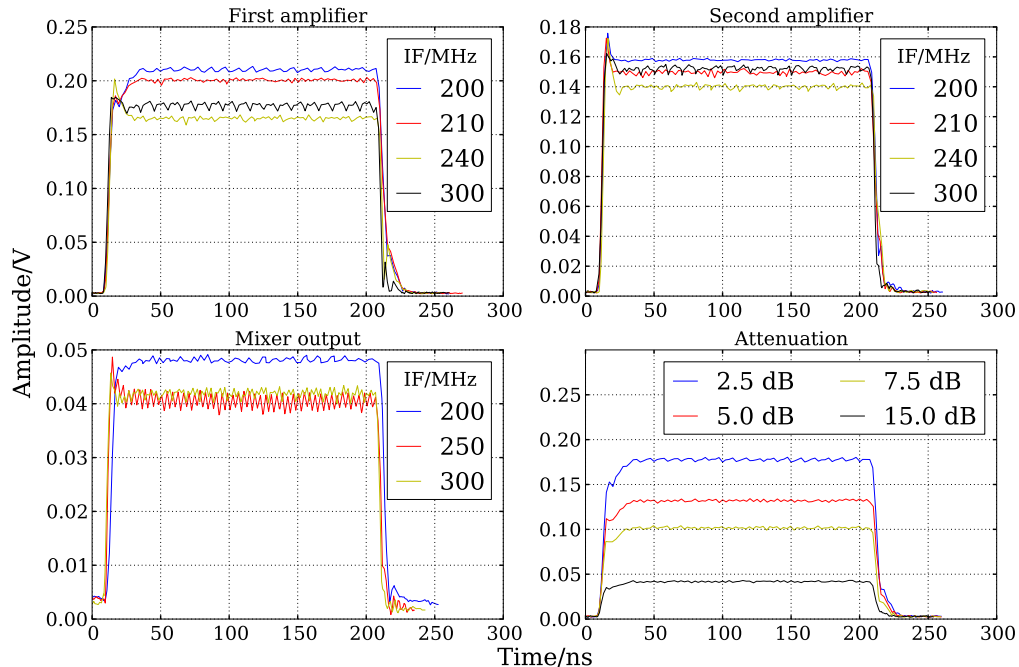 First amplifier
Second amplifier
0.25
0.20
0.15
0.10
0.05
0.00
0 50 100 150 200 250 300
IF/MHz
200
210
240
300
0.18
0.16
0.14
0.12
0.10
0.08
0.06
0.04
0.02
0.00
0 50 100 150 200 250 300
IF/MHz
200
210
240
300
Amplitude/V
Mixer output
Attenuation
0.05
0.04
0.03
0.02
0.01
0.00
0 50 100 150 200 250 300
IF/MHz
200
250
300
0.25
0.20
0.15
0.10
0.05
0.00
0 50 100 150 200 250 300
2.5 dB 7.5 dB
5.0 dB 15.0 dB
Time/ns